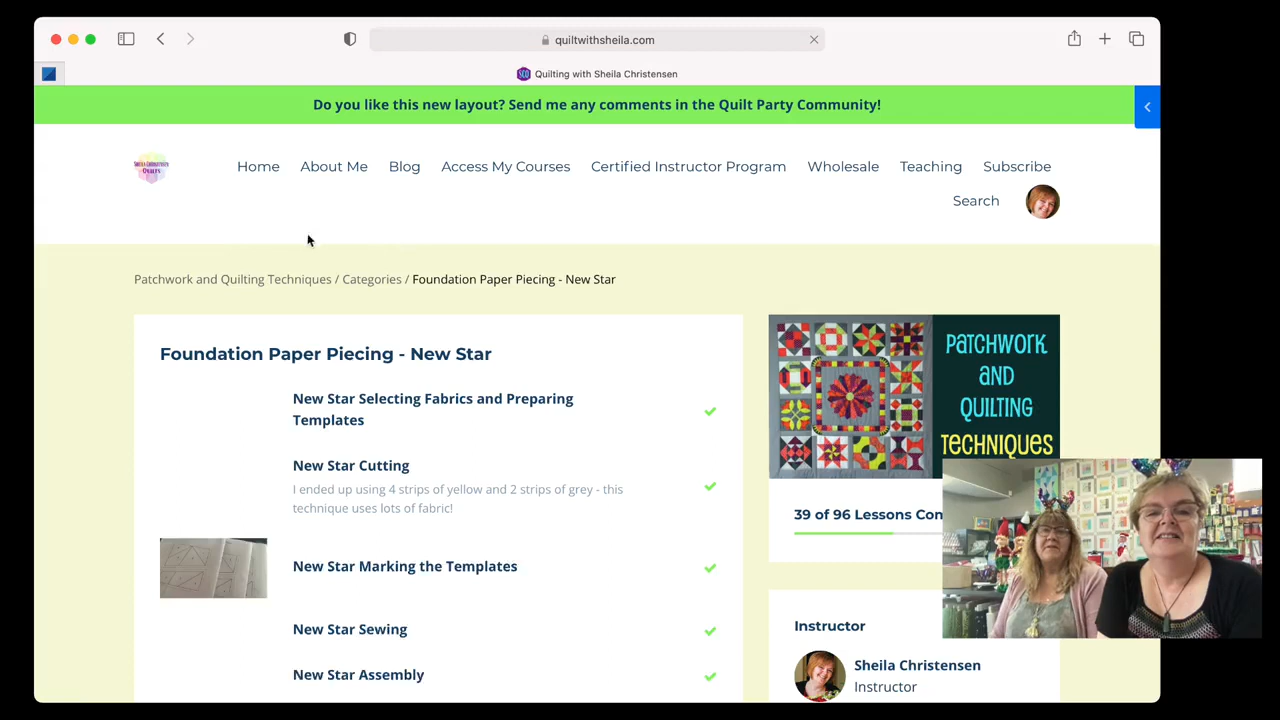 quiltwithsheila.com
Quilting with Sheila Christensen
Do you like this new layout? Send me any comments in the Quilt Party Community!
SHEILA CHRISTENSEN
QUILTS
Home About Me Blog Access My Courses Certified Instructor Program Wholesale Teaching Subscribe
Search
Patchwork and Quilting Techniques / Categories / Foundation Paper Piecing - New Star
Foundation Paper Piecing - New Star
New Star Selecting Fabrics and Preparing
Templates
New Star Cutting
I ended up using 4 strips of yellow and 2 strips of grey - this
technique uses lots of fabric!
New Star Marking the Templates
New Star Sewing
New Star Assembly
PATCHWORK
AND
QUILTING
TECHNIQUES
39 of 96 Lessons Con
Instructor
Sheila Christensen
Instructor